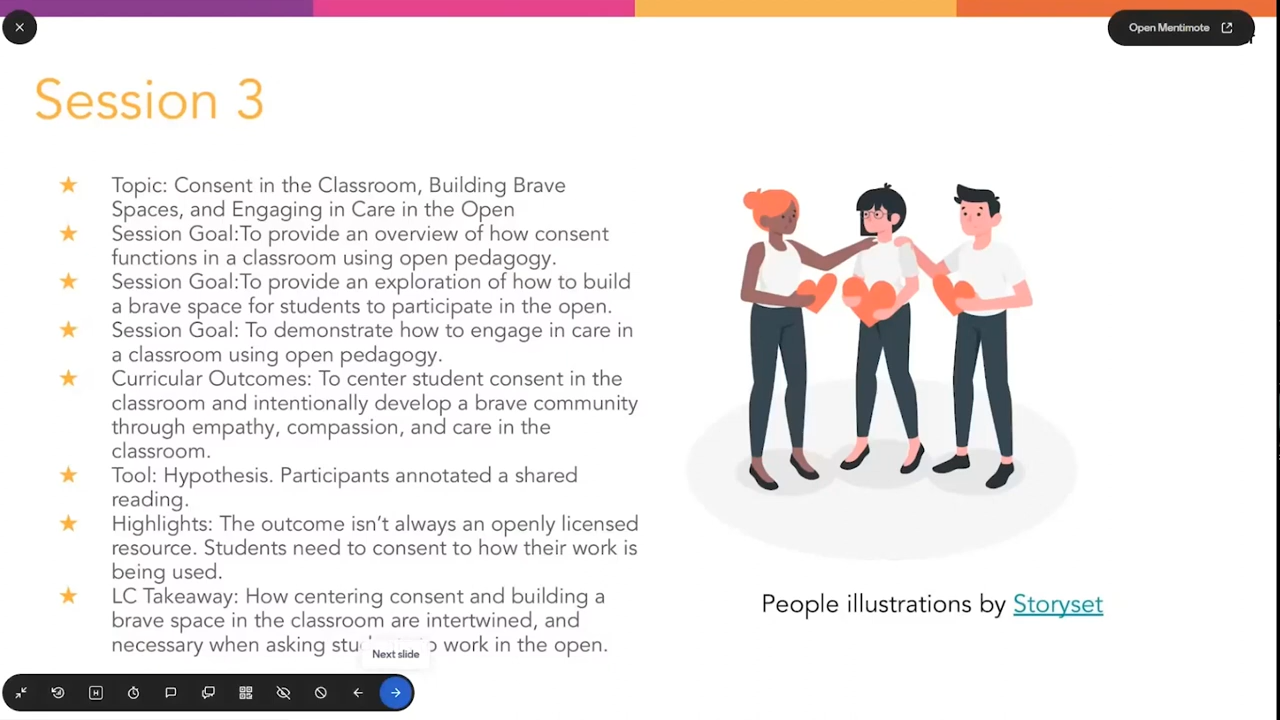 Open Mentimote
Session 3
Topic: Consent in the Classroom, Building Brave
Spaces, and Engaging in Care in the Open
Session Goal:To provide an overview of how consent
functions in a classroom using open pedagogy.
Session Goal:To provide an exploration of how to build
a brave space for students to participate in the open.
Session Goal: To demonstrate how to engage in care in
a classroom using open pedagogy.
Curricular Outcomes: To center student consent in the
classroom and intentionally develop a brave community
through empathy, compassion, and care in the
classroom.
Tool: Hypothesis. Participants annotated a shared
reading.
Highlights: The outcome isn't always an openly licensed
resource. Students need to consent to how their work is
being used.
LC Takeaway: How centering consent and building a
brave space in the classroom are intertwined, and
necessary when asking work in the open.
Next slide
People illustrations by Storyset
H